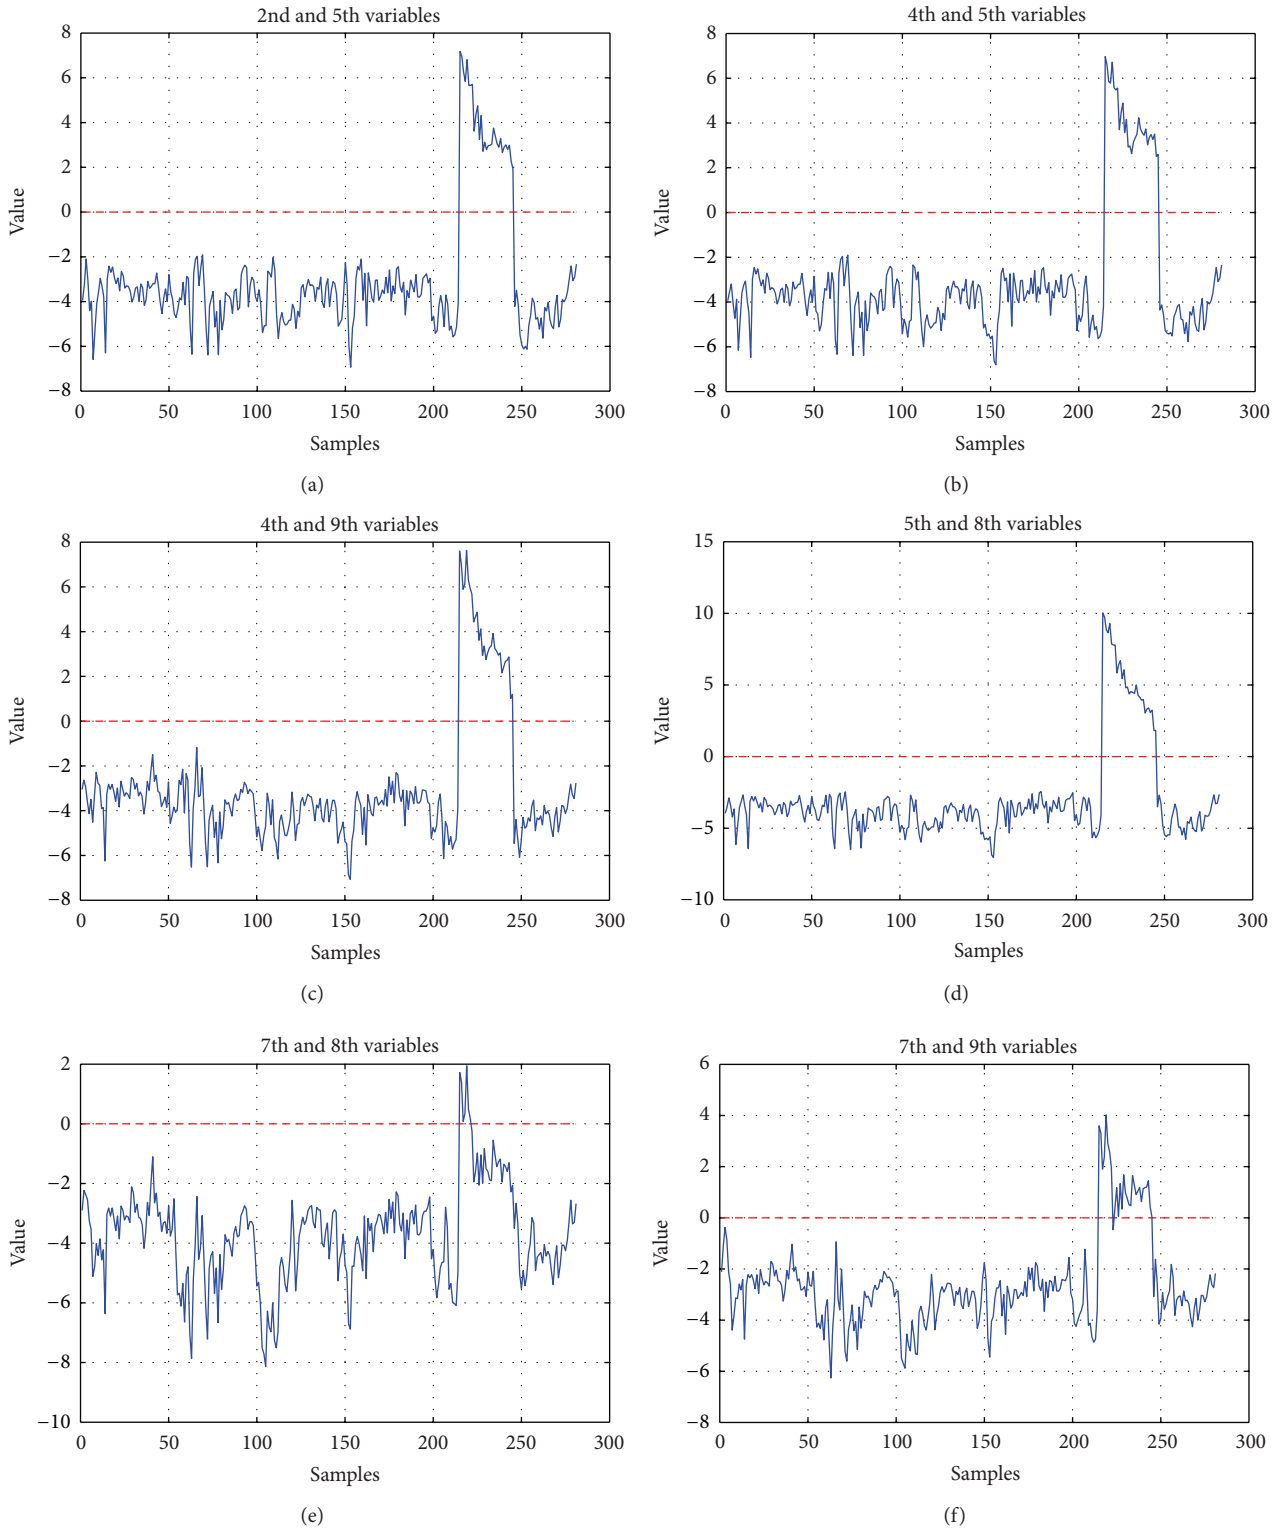 2nd and 5th variables
8
6
4
2
0
−2
−4
−6
−8
Value
0 50 100 150 200 250 300
Samples
(a)
4th and 5th variables
8
6
4
2
0
−2
−4
−6
−8
Value
0 50 100 150 200 250 300
Samples
(b)
4th and 9th variables
8
6
4
2
0
−2
−4
−6
−8
Value
0 50 100 150 200 250 300
Samples
(c)
5th and 8th variables
15
10
5
0
−5
−10
Value
0 50 100 150 200 250 300
Samples
(d)
7th and 8th variables
2
0
−2
−4
−6
−8
−10
Value
0 50 100 150 200 250 300
Samples
(e)
7th and 9th variables
6
4
2
0
−2
−4
−6
−8
Value
0 50 100 150 200 250 300
Samples
(f)